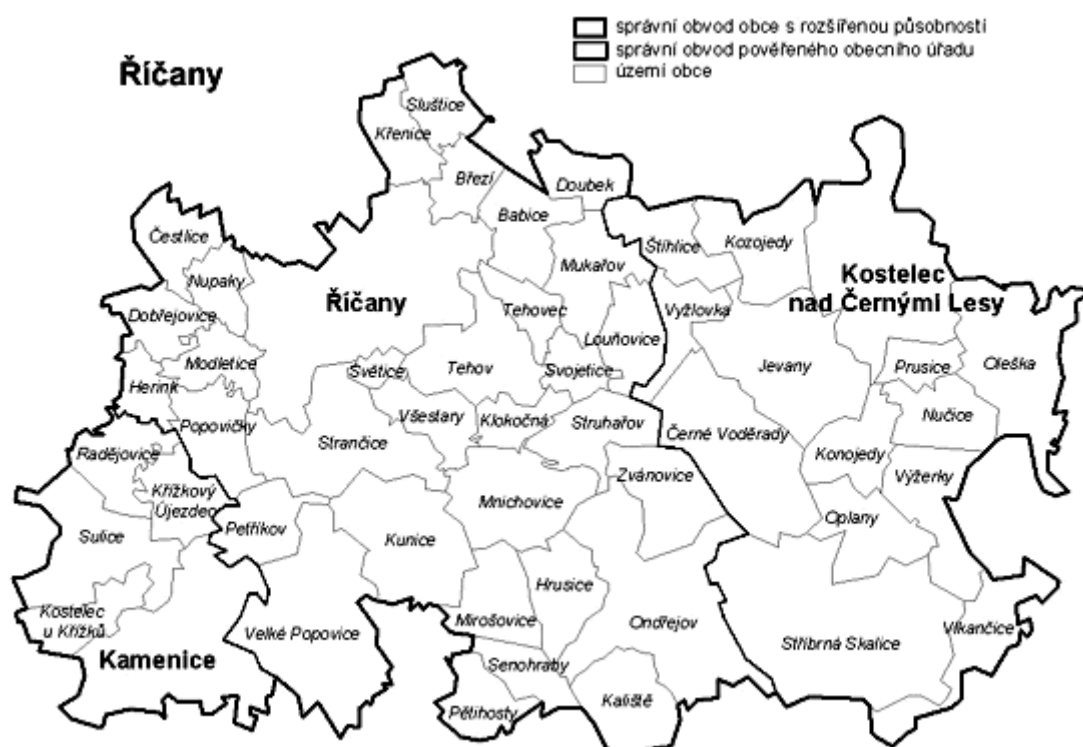 správní obvod obce s rozšířenou působností
správní obvod pověřeného obecního úřadu
území obce
Říčany
Sluštice
Křenice
Březí
Doubek
Babice
Čestlice
Štíhlice
Kozojedy
Mukařov
Nupaky
Kostelec
nad Černými Lesy
Říčany
Dobřejovice
Tehovec
Vyžlovka
Louňovice
Modletice
Herink
Světice
Tehov
Svojetice
Jevany
Prusice
Oleška
Popovičky
Všestary
Klokočná
Struhařov
Nučice
Strančice
Černé Voděrady
Radějovice
Konojedy
Křížkový
Újezdec
Mnichovice
Zvánovice
Výžerky
Petříkov
Oplany
Sulice
Kunice
Hrusice
Kostelec
u Křížků
Mirošovice
Ondřejov
Vlkančice
Velké Popovice
Stříbrná Skalice
Kamenice
Senohraby
Kaliště
Pětihosty